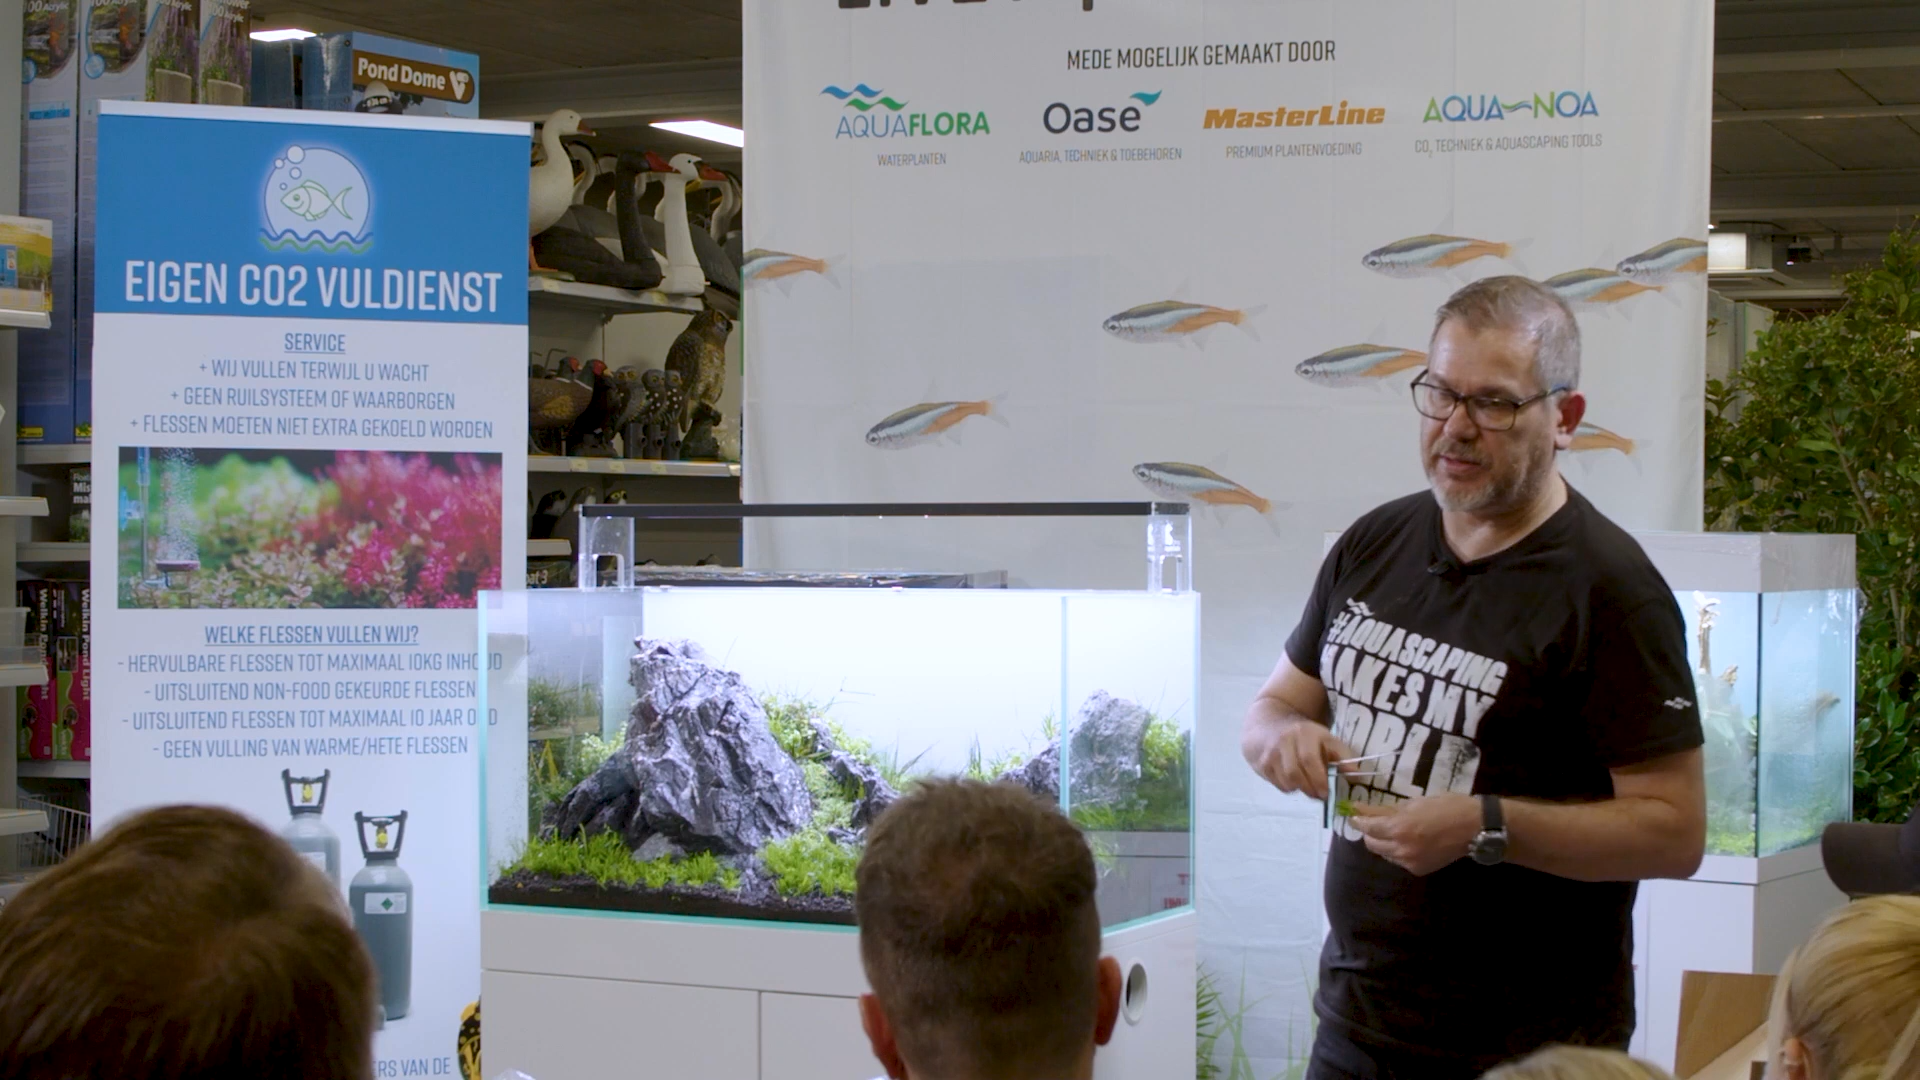 Pond Dome
EIGEN CO2 VULDIENST
SERVICE
+ WIJ VULLEN TERWIJL U WACHT
+ GEEN RUILSYSTEEM OF WAARBORGEN
+ FLESSEN MOETEN NIET EXTRA GEKOELD WORDEN
WELKE FLESSEN VULLEN WIJ?
- HERVULBARE FLESSEN TOT MAXIMAAL 10KG INHOUD
- UITSLUITEND NON-FOOD GEKEURDE FLESSEN
- UITSLUITEND FLESSEN TOT MAXIMAAL 10 JAAR OUD
- GEEN VULLING VAN WARME/HETE FLESSEN
VAN DE
MEDE MOGELIJK GEMAAKT DOOR
AQUAFLORA
WATERPLANTEN
Oase
AQUARIA, TECHNIEK & TOEBEHOREN
MasterLine
PREMIUM PLANTENVOEDING
AQUA~NOA
CO2 TECHNIEK & AQUASCAPING TOOLS
#AQUASCAPING
MAKES MY
WORLD